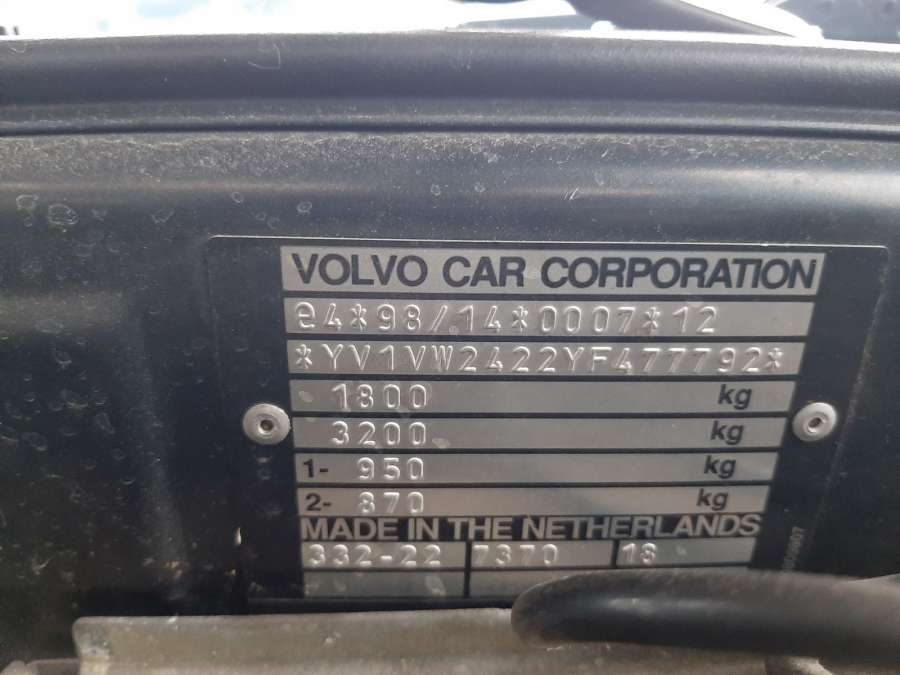 VOLVO CAR CORPORATION
e4*98/14*0007*12
*YV1VW2422YF477792*
1800 kg
3200 kg
1- 950 kg
2- 870 kg
MADE IN THE NETHERLANDS
332-22 7370 18